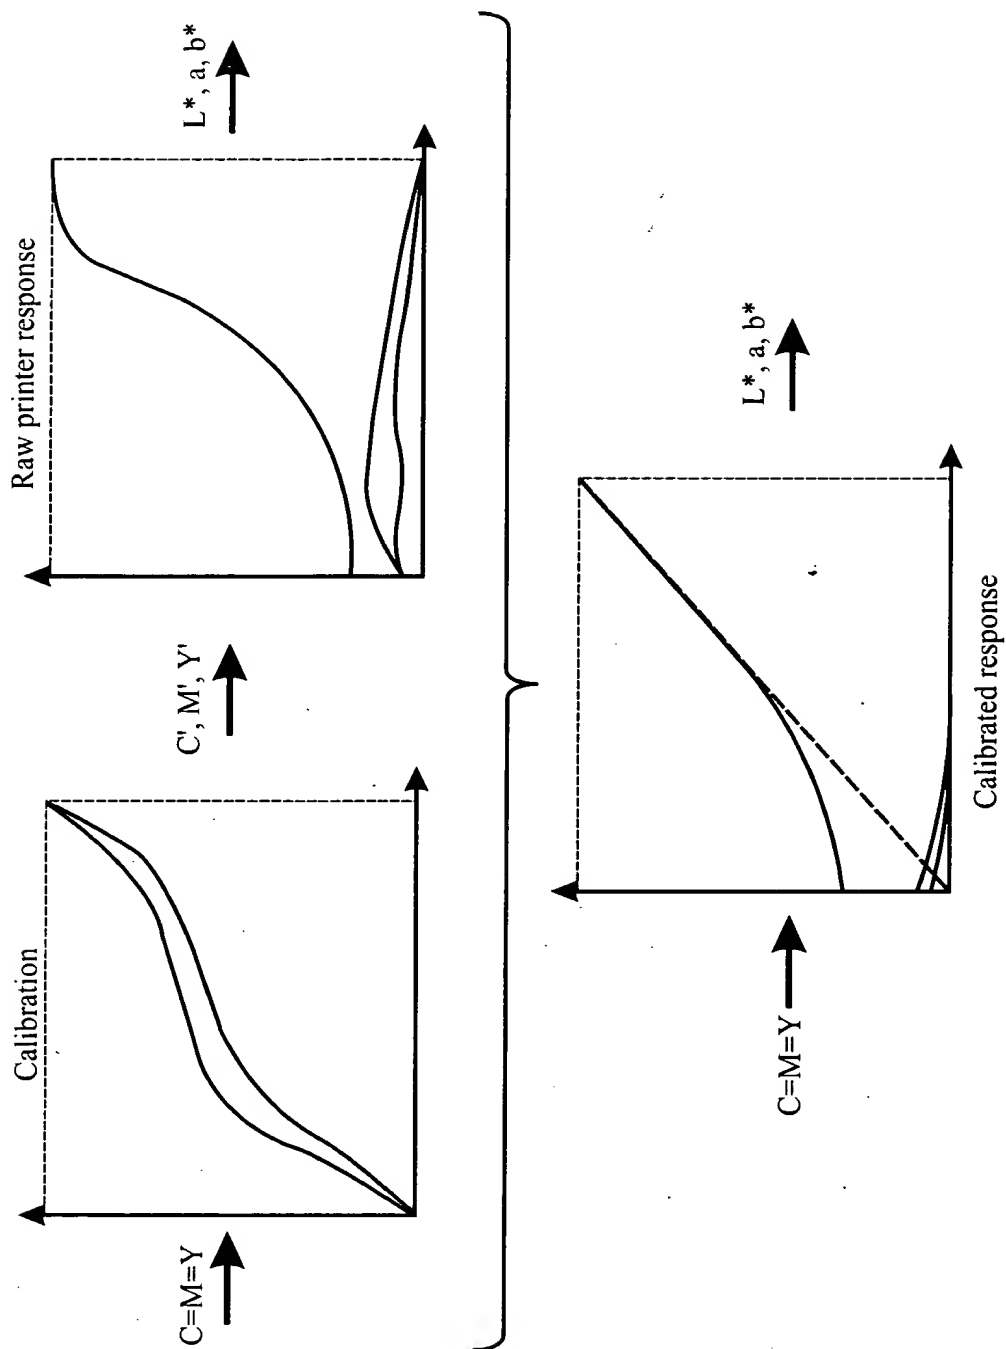 C=M=Y
Calibration
C', M', Y'
Raw printer response
L*, a, b*
C=M=Y
L*, a, b*
Calibrated response